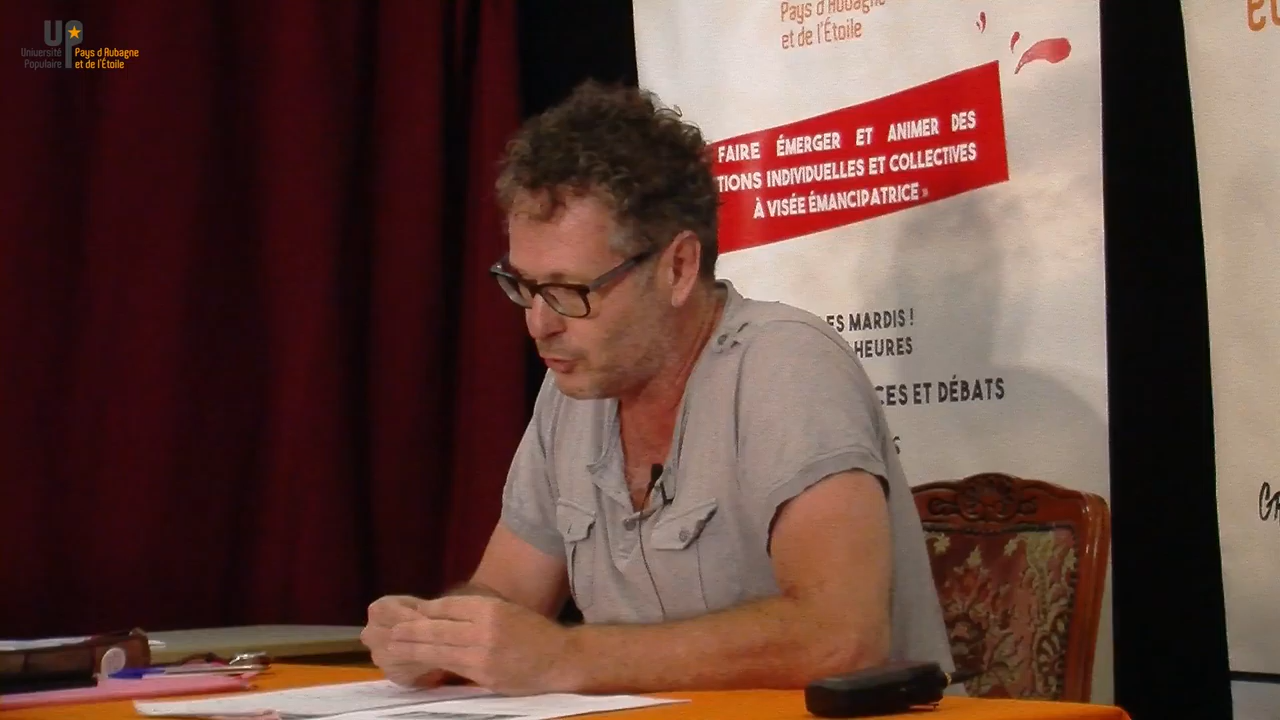 UP
Université
Populaire
Pays d'Aubagne
et de l'Étoile
Pays d'Aubagne
et de l'Étoile
FAIRE ÉMERGER ET ANIMER DES
TIONS INDIVIDUELLES ET COLLECTIVES
À VISÉE ÉMANCIPATRICE »
ES MARDIS !
HEURES
CES ET DÉBATS